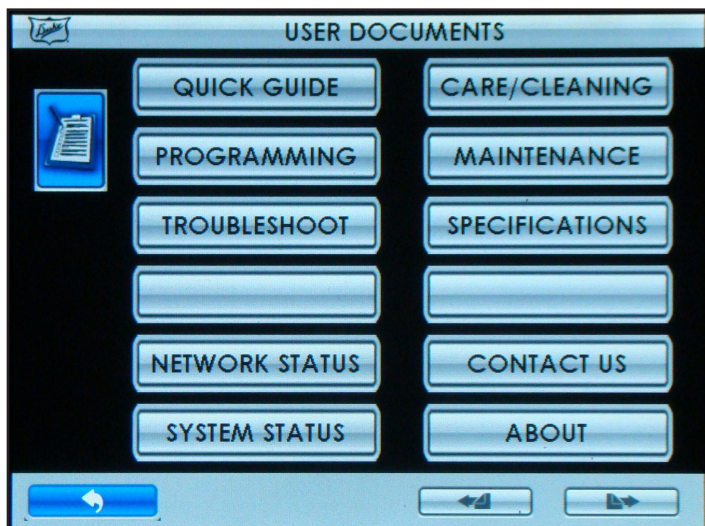 USER DOCUMENTS
QUICK GUIDE
CARE/CLEANING
PROGRAMMING
MAINTENANCE
TROUBLESHOOT
SPECIFICATIONS
NETWORK STATUS
CONTACT US
SYSTEM STATUS
ABOUT